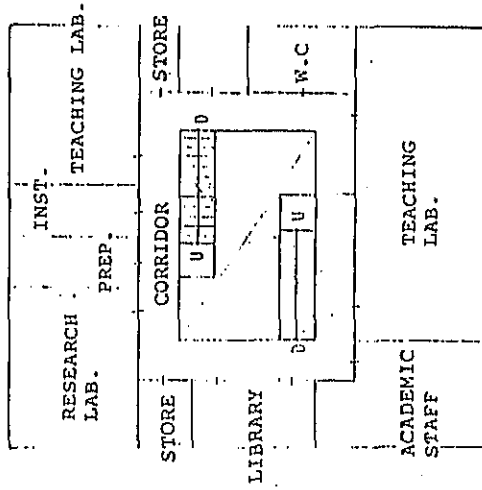 RESEARCH
LAB.
PREP.
INST.
TEACHING LAB.
STORE
CORRIDOR
STORE
U
D
LIBRARY
W.C
D
U
ACADEMIC
STAFF
TEACHING
LAB.